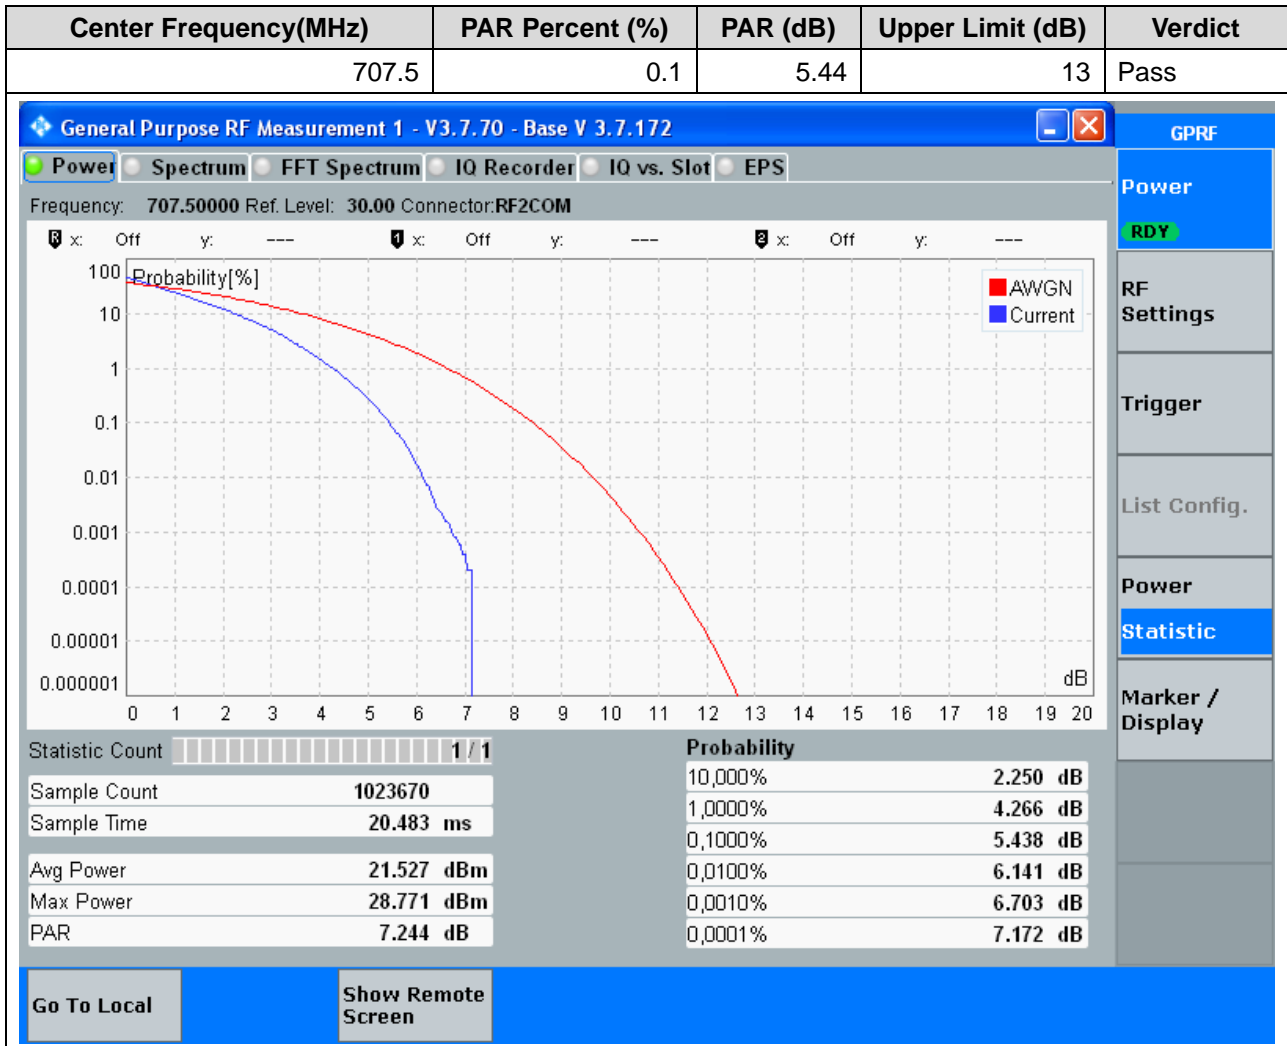 Center Frequency(MHz) PAR Percent (%) PAR (dB) Upper Limit (dB) Verdict
707.5 0.1 5.44 13 Pass
General Purpose RF Measurement 1 - V3.7.70 - Base V 3.7.172
GPRF
Power Spectrum FFT Spectrum IQ Recorder IQ vs. Slot EPS
Power
RDY
Frequency: 707.50000 Ref. Level: 30.00 Connector:RF2COM
R x: Off y: --- 1 x: Off y: --- 2 x: Off y: ---
Probability[%]
AWGN
Current
100
10
1
0.1
0.01
0.001
0.0001
0.00001
0.000001
dB
0 1 2 3 4 5 6 7 8 9 10 11 12 13 14 15 16 17 18 19 20
RF
Settings
Trigger
List Config.
Power
Statistic
Marker /
Display
Statistic Count 1 / 1
Sample Count 1023670
Sample Time 20.483 ms
Avg Power 21.527 dBm
Max Power 28.771 dBm
PAR 7.244 dB
Probability
10,000% 2.250 dB
1,0000% 4.266 dB
0,1000% 5.438 dB
0,0100% 6.141 dB
0,0010% 6.703 dB
0,0001% 7.172 dB
Go To Local
Show Remote
Screen